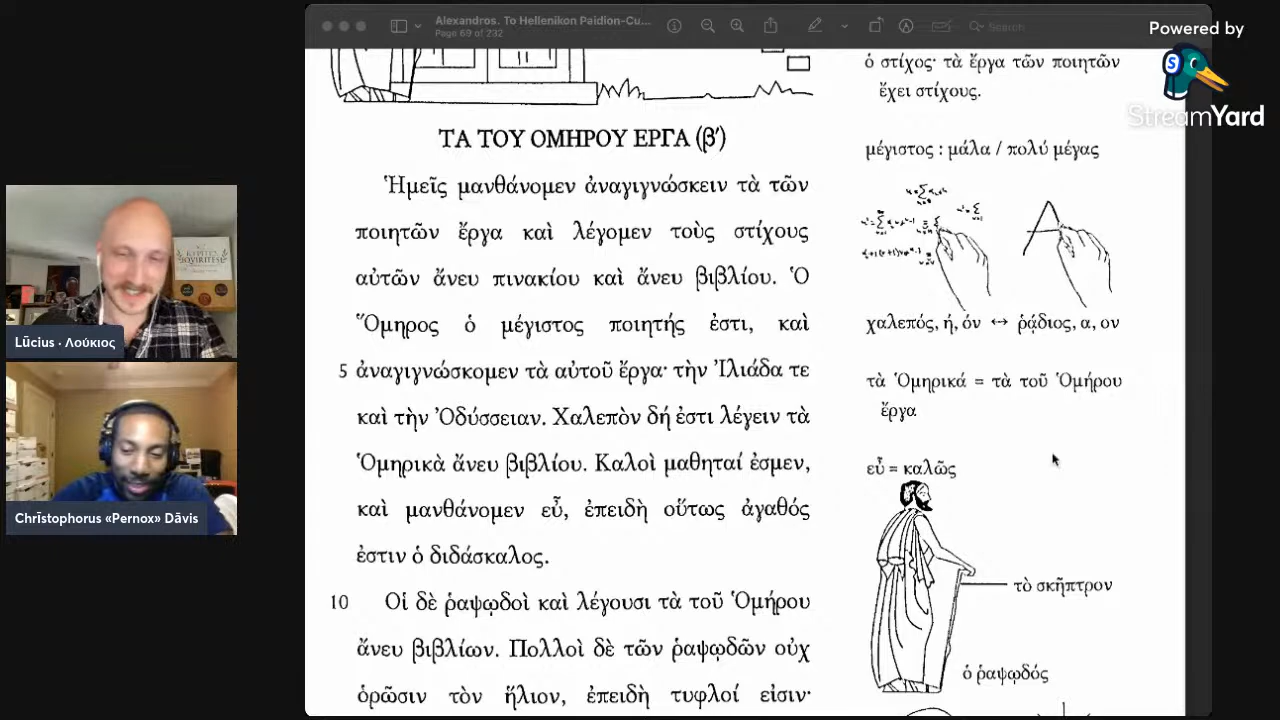 Alexandros. To Hellenikon Paidion–Cu...
Page 69 of 232
Search
Powered by
StreamYard
ΤΑ ΤΟΥ ΟΜΗΡΟΥ ΕΡΓΑ (β′)
Ἡμεῖς μανθάνομεν ἀναγιγνώσκειν τὰ τῶν
ποιητῶν ἔργα καὶ λέγομεν τοὺς στίχους
αὐτῶν ἄνευ πινακίου καὶ ἄνευ βιβλίου. Ὁ
Ὅμηρος ὁ μέγιστος ποιητής ἐστι, καὶ
5 ἀναγιγνώσκομεν τὰ αὐτοῦ ἔργα· τὴν Ἰλιάδα τε
καὶ τὴν Ὀδύσσειαν. Χαλεπὸν δή ἐστι λέγειν τὰ
Ὁμηρικὰ ἄνευ βιβλίου. Καλοὶ μαθηταί ἐσμεν,
καὶ μανθάνομεν εὖ, ἐπειδὴ οὕτως ἀγαθός
ἐστιν ὁ διδάσκαλος.
10 Οἱ δὲ ῥαψῳδοὶ καὶ λέγουσι τὰ τοῦ Ὁμήρου
ἄνευ βιβλίων. Πολλοὶ δὲ τῶν ῥαψῳδῶν οὐχ
ὁρῶσιν τὸν ἥλιον, ἐπειδὴ τυφλοί εἰσιν·
ὁ στίχος· τὰ ἔργα τῶν ποιητῶν
ἔχει στίχους.
μέγιστος : μάλα / πολύ μέγας
χαλεπός, ή, όν ↔ ῥᾴδιος, α, ον
τὰ Ὁμηρικά = τὰ τοῦ Ὁμήρου
ἔργα
εὖ = καλῶς
τὸ σκῆπτρον
ὁ ῥαψῳδός
Lūcius · Λούκιος
Chrīstophorus «Pernox» Dāvis